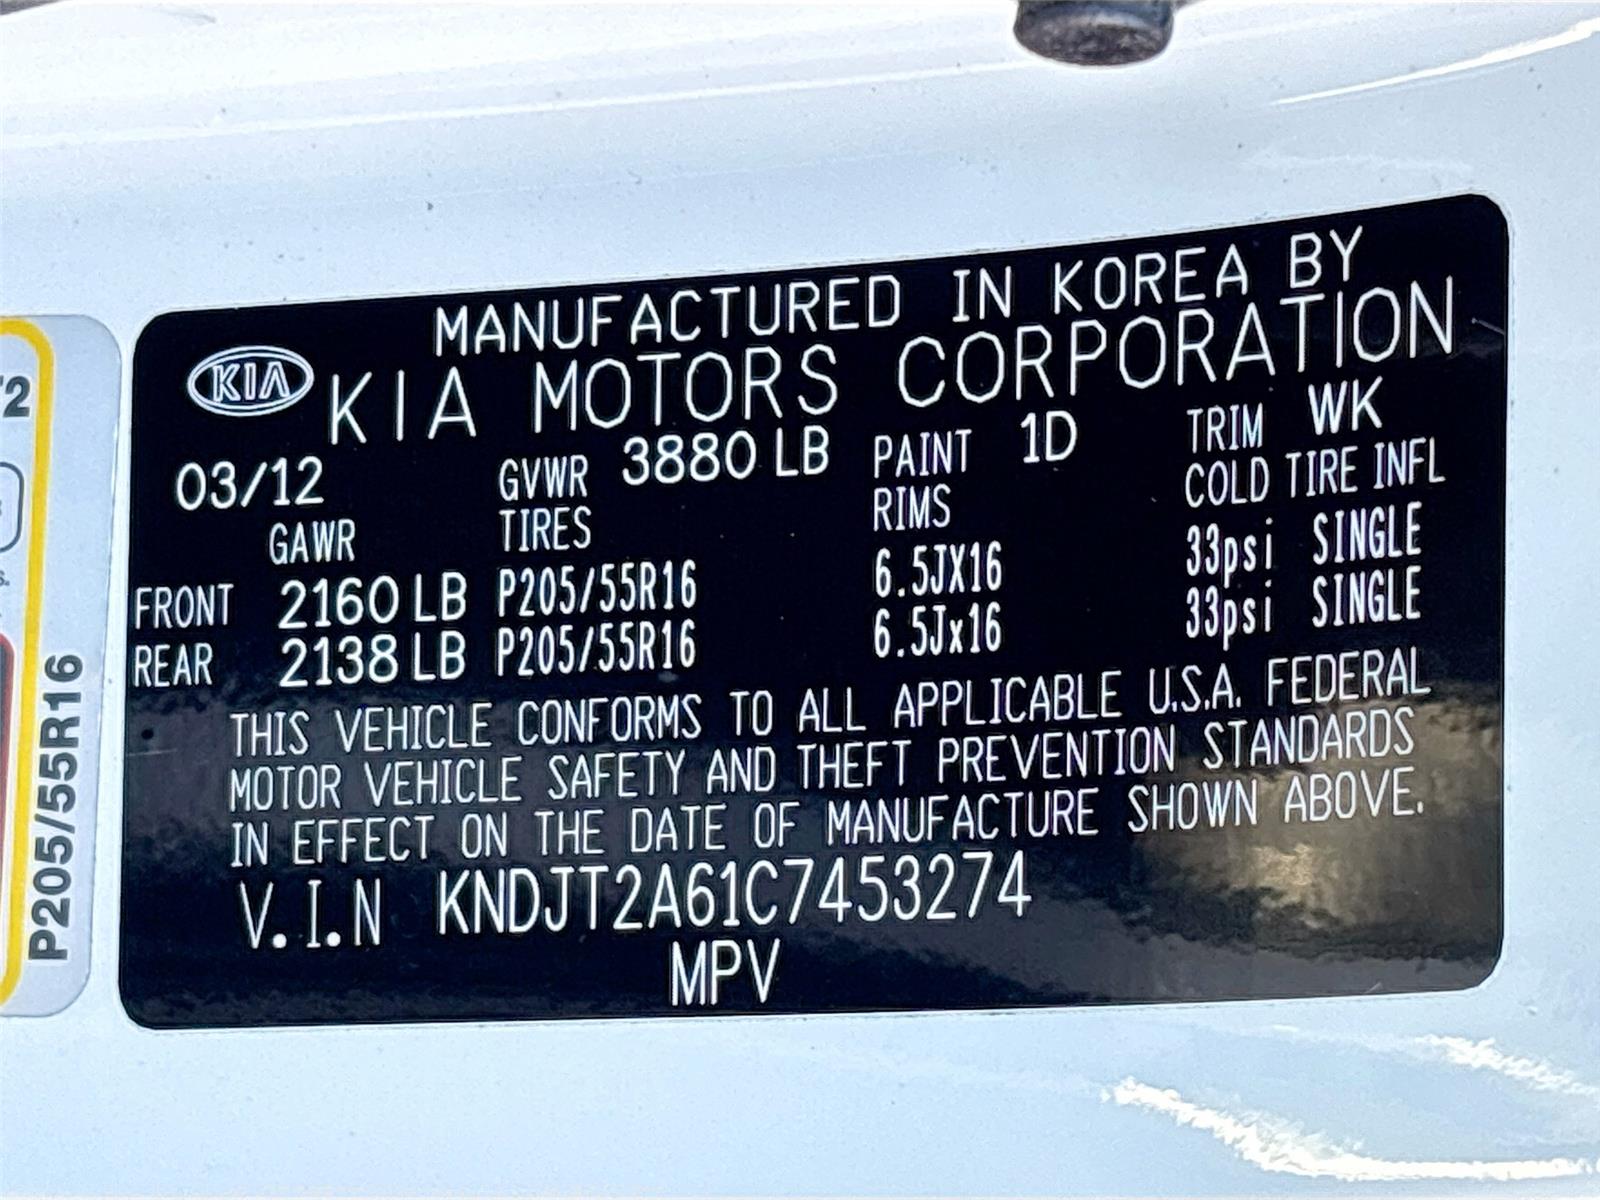 MANUFACTURED IN KOREA BY
KIA KIA MOTORS CORPORATION
03/12 GVWR 3880 LB PAINT 1D TRIM WK
GAWR TIRES RIMS COLD TIRE INFL
FRONT 2160 LB P205/55R16 6.5JX16 33psi SINGLE
REAR 2138 LB P205/55R16 6.5Jx16 33psi SINGLE
THIS VEHICLE CONFORMS TO ALL APPLICABLE U.S.A. FEDERAL
MOTOR VEHICLE SAFETY AND THEFT PREVENTION STANDARDS
IN EFFECT ON THE DATE OF MANUFACTURE SHOWN ABOVE.
V.I.N KNDJT2A61C7453274
MPV
P205/55R16